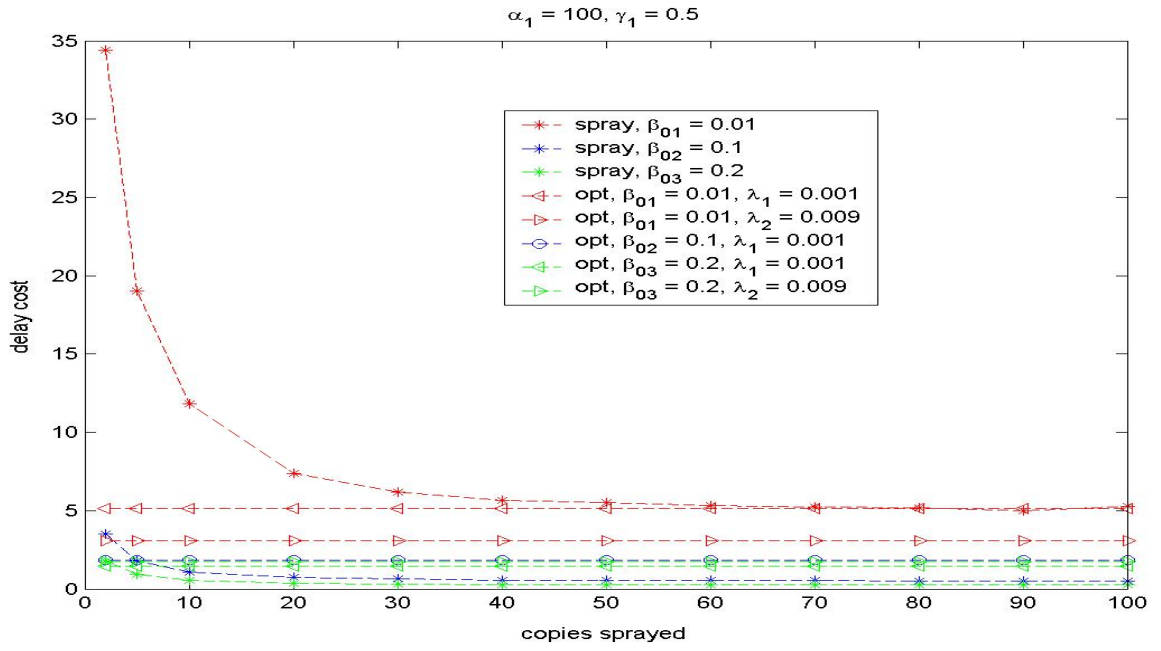 α1 = 100, γ1 = 0.5
35
30
25
20
15
10
5
0
delay cost
spray, β01 = 0.01
spray, β02 = 0.1
spray, β03 = 0.2
opt, β01 = 0.01, λ1 = 0.001
opt, β01 = 0.01, λ2 = 0.009
opt, β02 = 0.1, λ1 = 0.001
opt, β03 = 0.2, λ1 = 0.001
opt, β03 = 0.2, λ2 = 0.009
0 10 20 30 40 50 60 70 80 90 100
copies sprayed